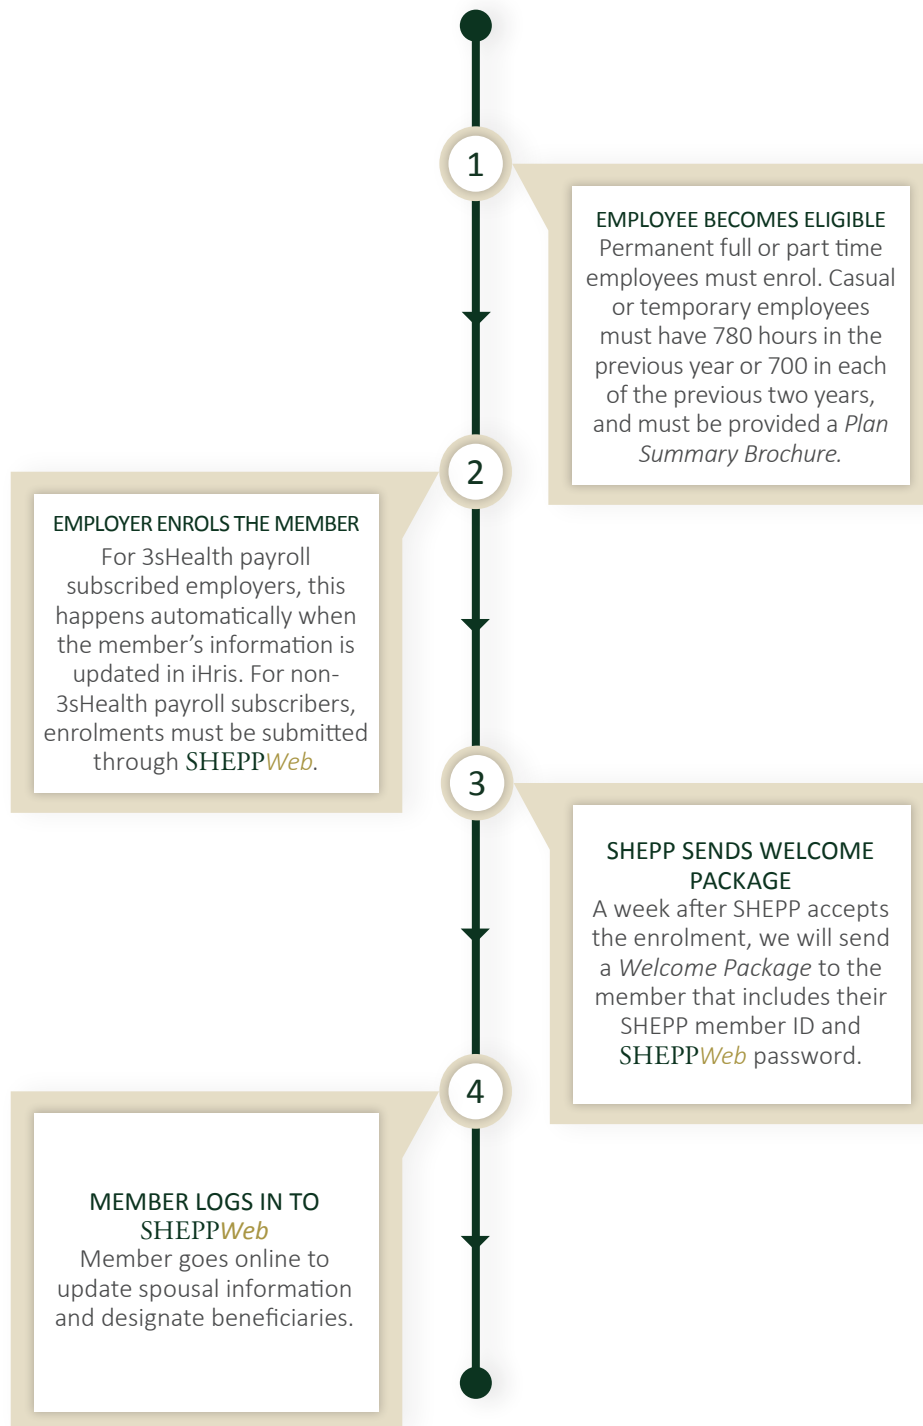 1
EMPLOYEE BECOMES ELIGIBLE
Permanent full or part time
employees must enrol. Casual
or temporary employees
must have 780 hours in the
previous year or 700 in each
of the previous two years,
and must be provided a Plan
Summary Brochure.
2
EMPLOYER ENROLS THE MEMBER
For 3sHealth payroll
subscribed employers, this
happens automatically when
the member’s information is
updated in iHris. For non-
3sHealth payroll subscribers,
enrolments must be submitted
through SHEPPWeb.
3
SHEPP SENDS WELCOME
PACKAGE
A week after SHEPP accepts
the enrolment, we will send
a Welcome Package to the
member that includes their
SHEPP member ID and
SHEPPWeb password.
4
MEMBER LOGS IN TO
SHEPPWeb
Member goes online to
update spousal information
and designate beneficiaries.